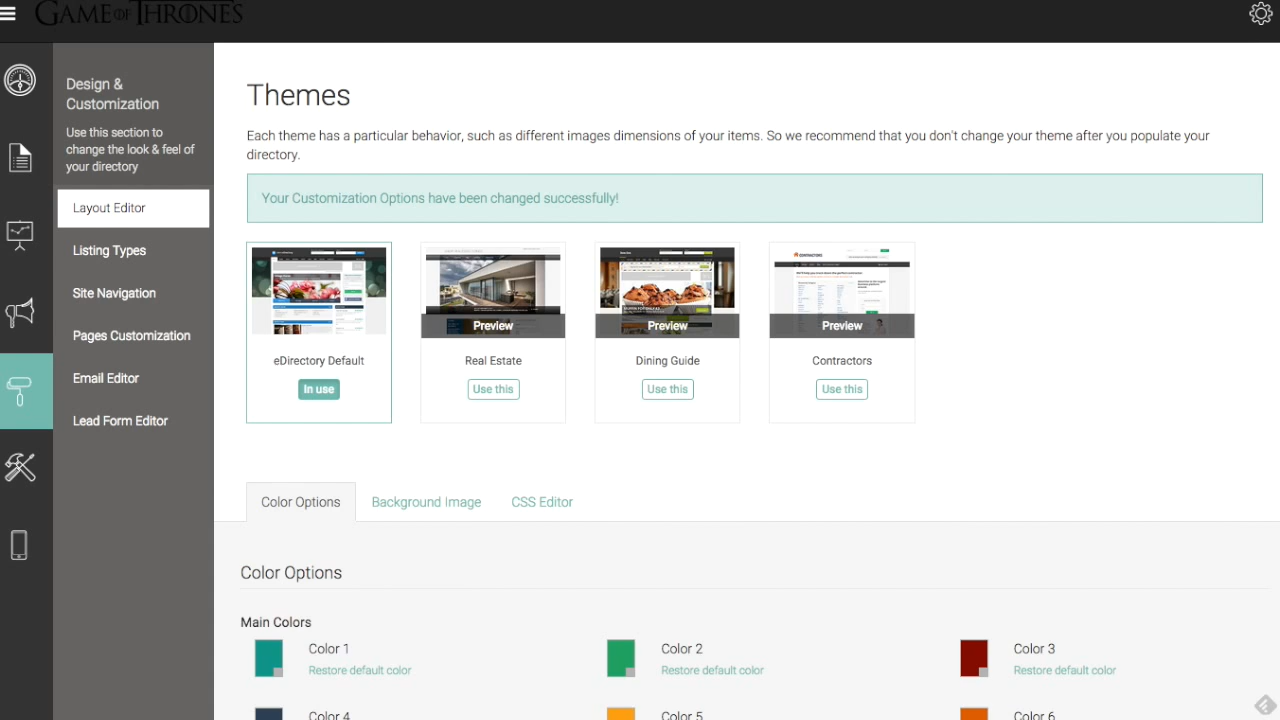 GAME OF THRONES
Design &
Customization
Use this section to
change the look & feel of
your directory
Layout Editor
Listing Types
Site Navigation
Pages Customization
Email Editor
Lead Form Editor
Themes
Each theme has a particular behavior, such as different images dimensions of your items. So we recommend that you don't change your theme after you populate your
directory.
Your Customization Options have been changed successfully!
Preview
Preview
Preview
eDirectory Default
Real Estate
Dining Guide
Contractors
In use
Use this
Use this
Use this
Color Options
Background Image
CSS Editor
Color Options
Main Colors
Color 1
Color 2
Color 3
Restore default color
Restore default color
Restore default color
Color 4
Color 5
Color 6